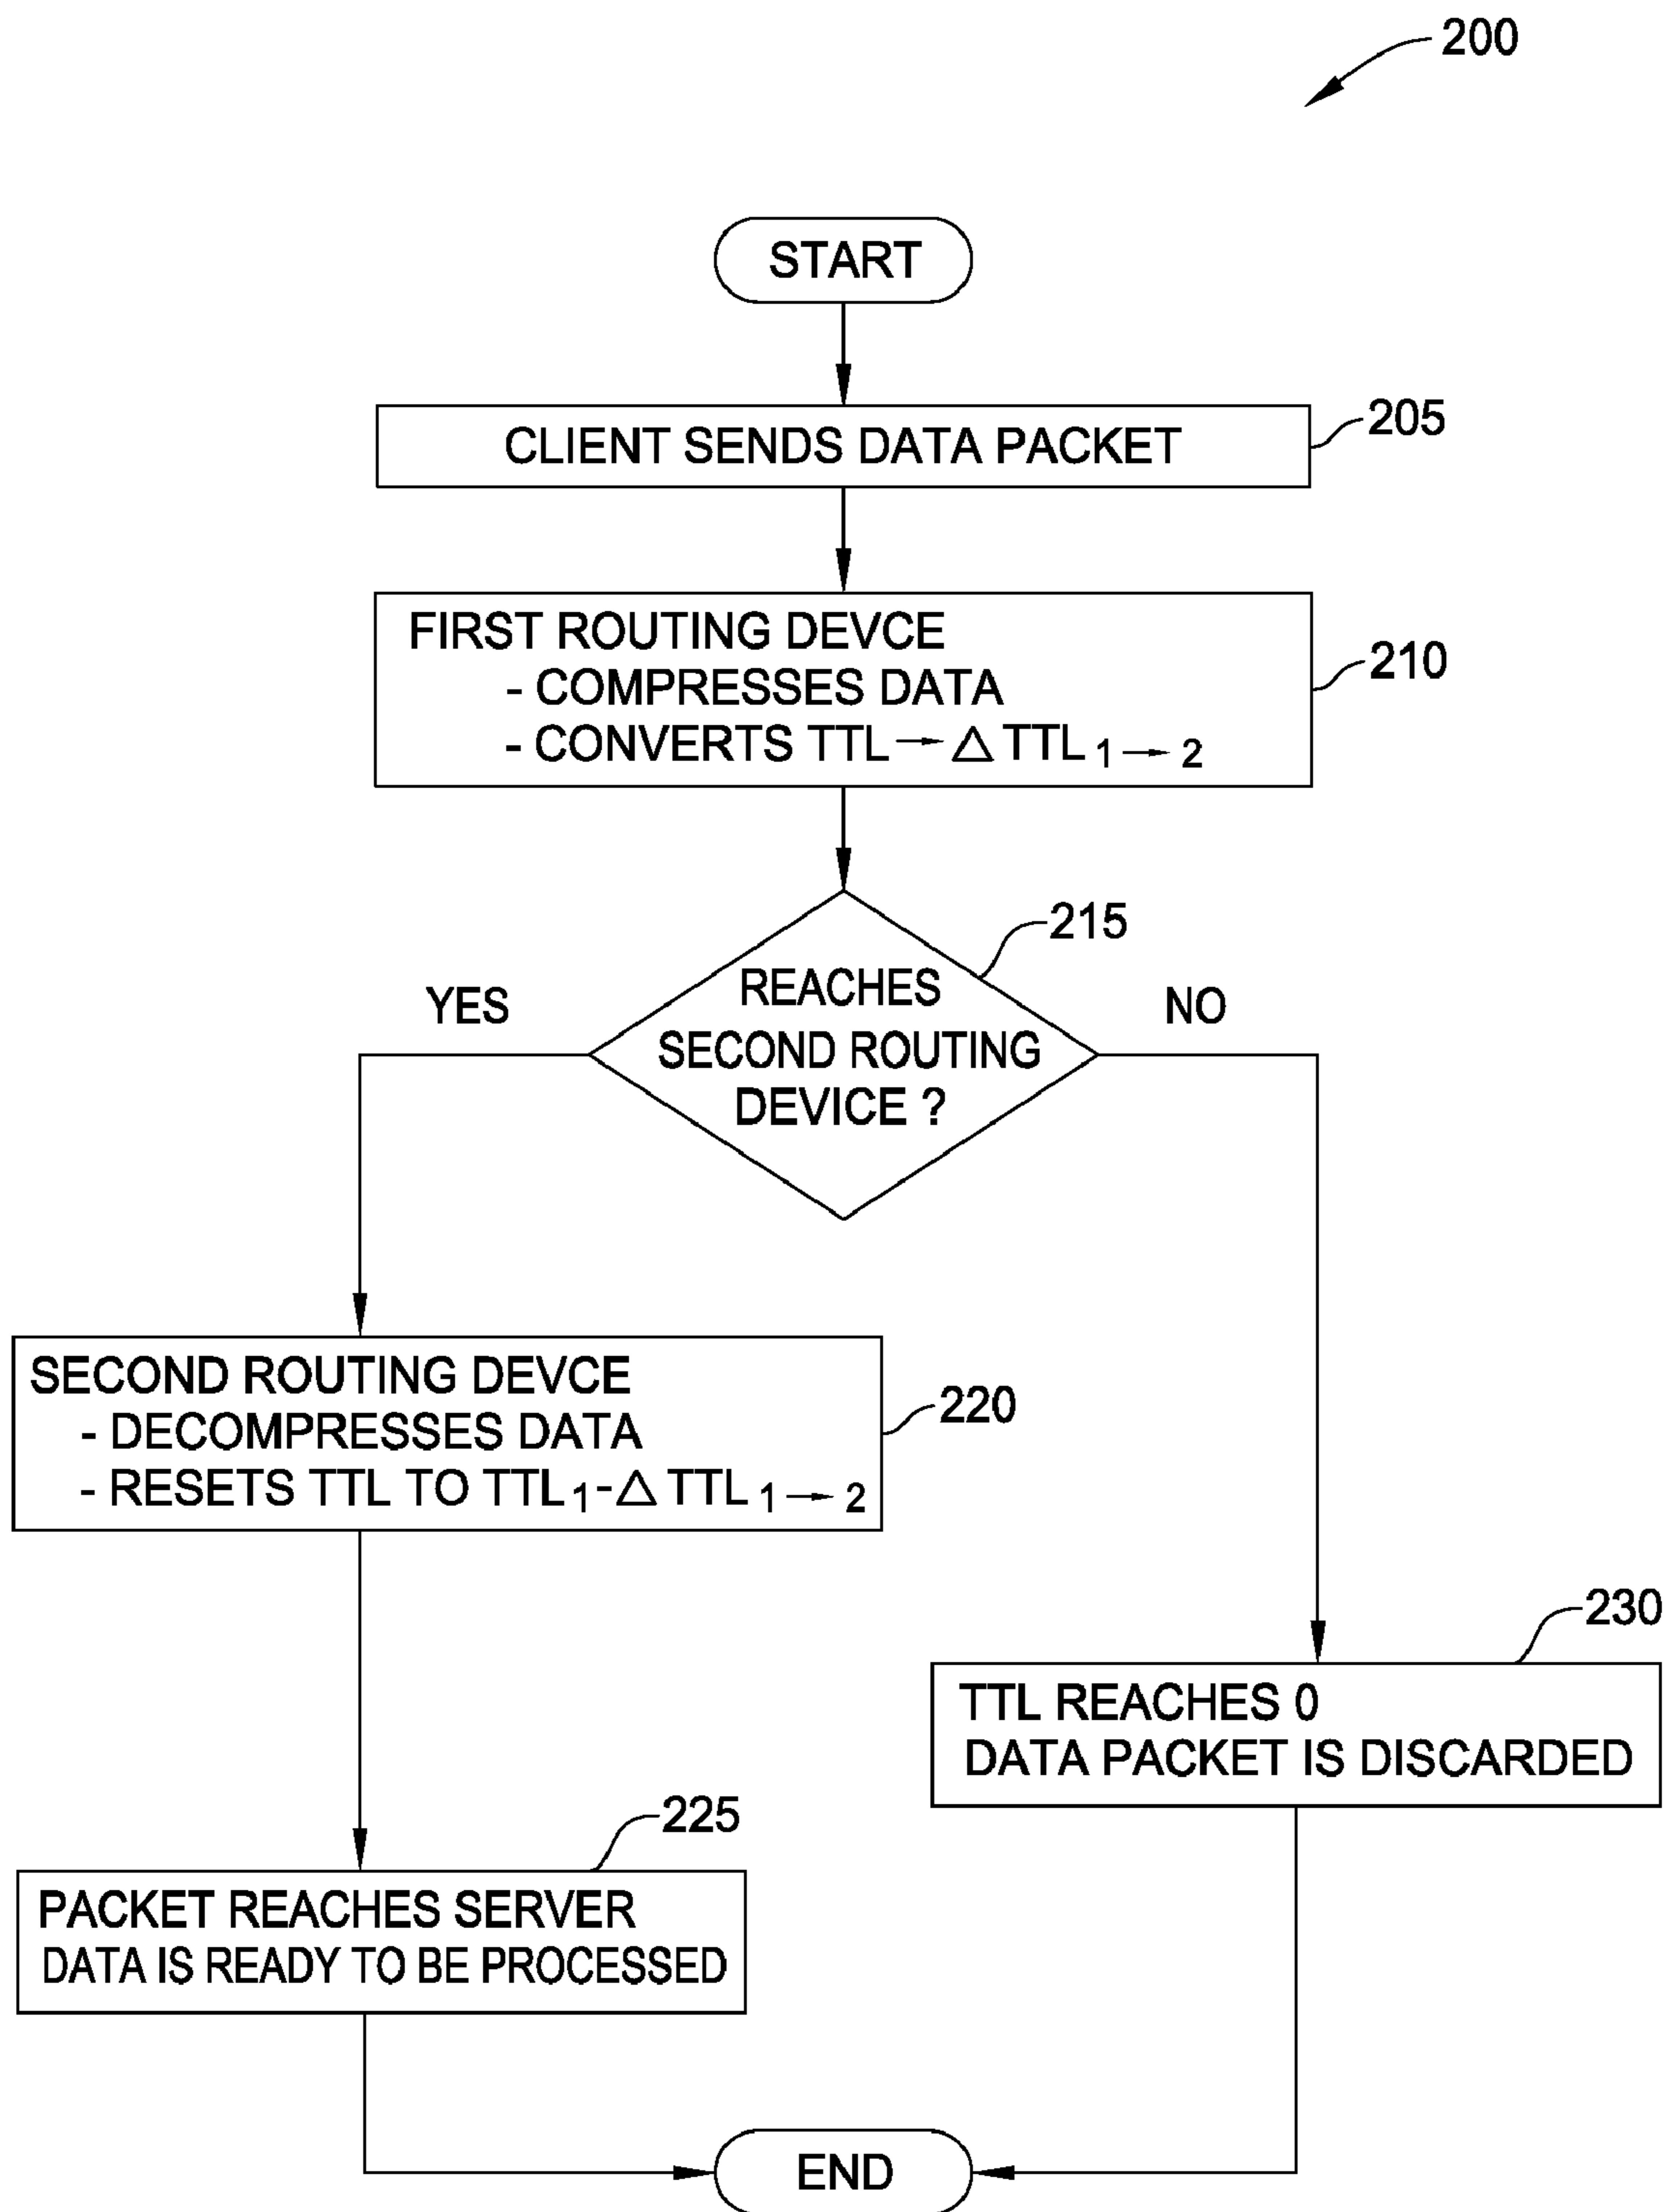 200
START
CLIENT SENDS DATA PACKET
205
FIRST ROUTING DEVCE
- COMPRESSES DATA
- CONVERTS TTL → △ TTL 1 → 2
210
215
REACHES
SECOND ROUTING
DEVICE ?
YES
NO
SECOND ROUTING DEVCE
- DECOMPRESSES DATA
- RESETS TTL TO TTL 1 - △ TTL 1 → 2
220
230
TTL REACHES 0
DATA PACKET IS DISCARDED
225
PACKET REACHES SERVER
DATA IS READY TO BE PROCESSED
END